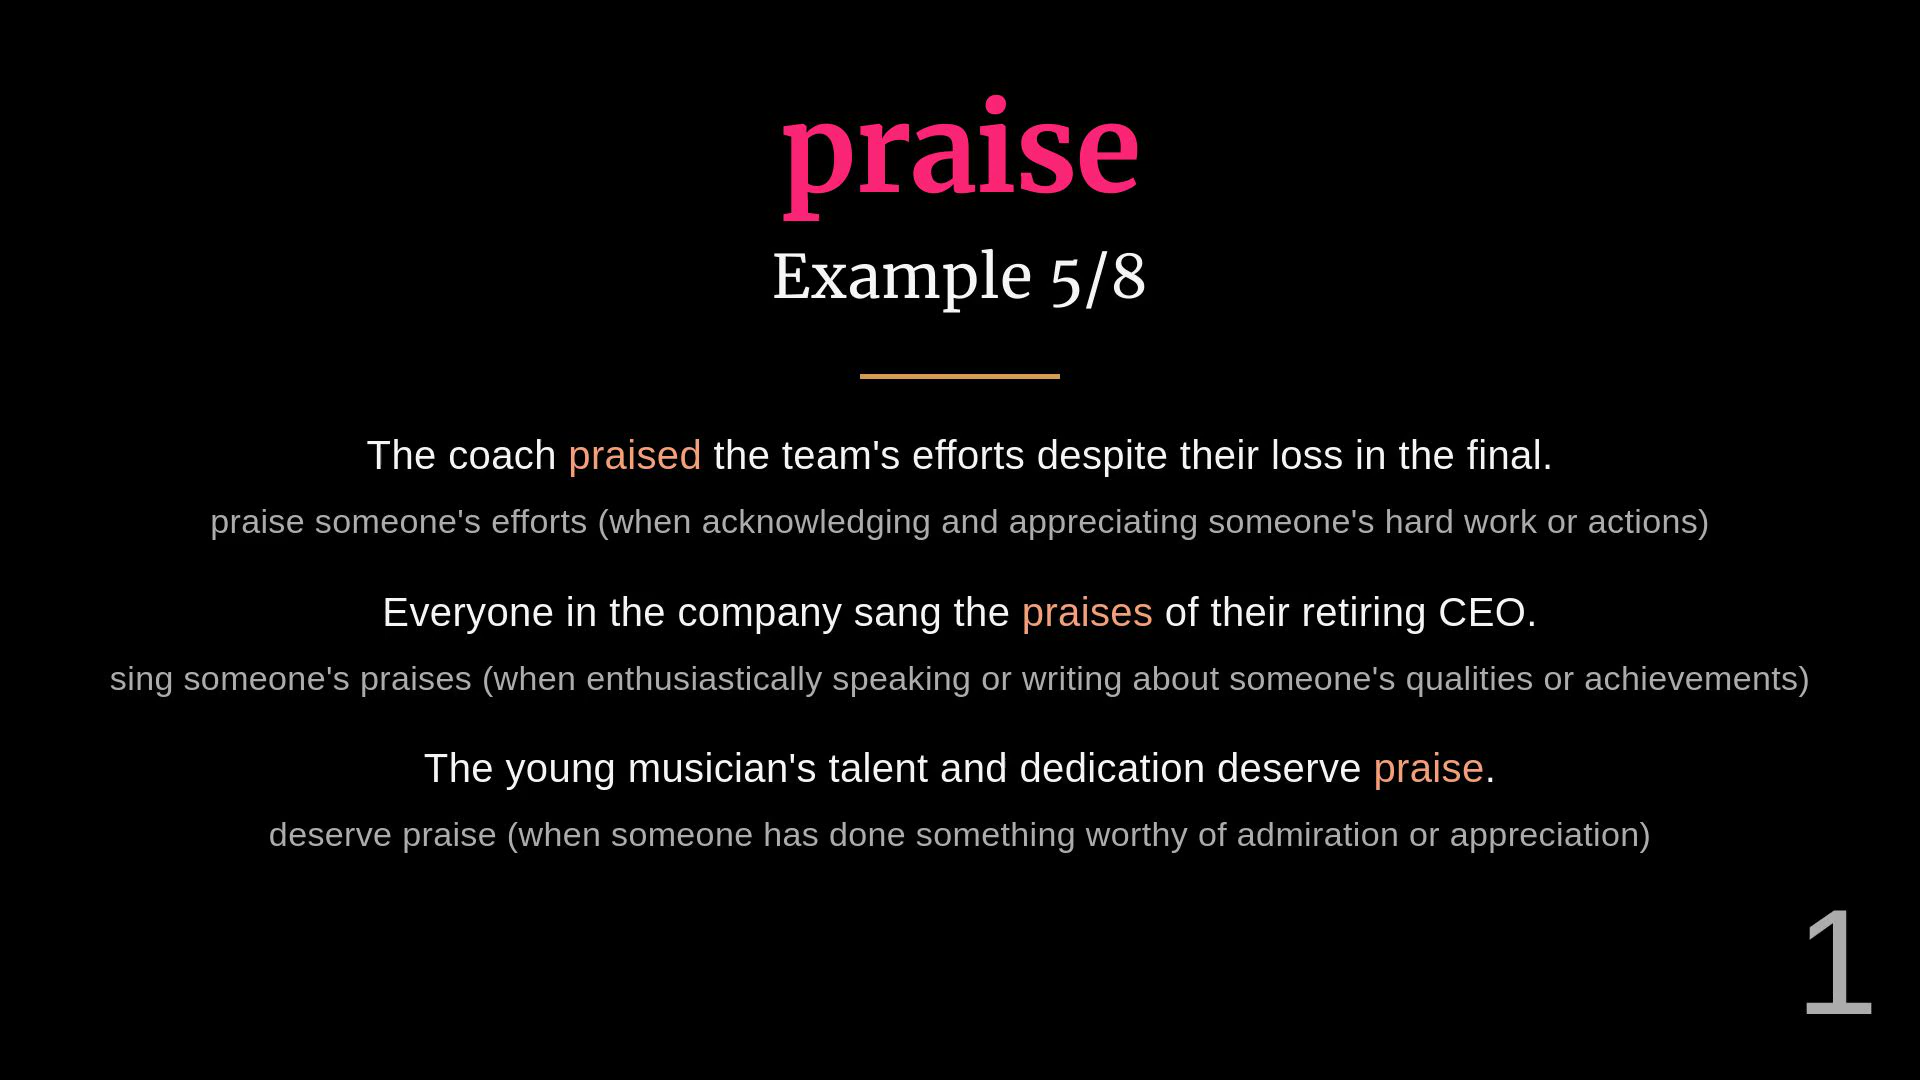 praise
Example 5/8
The coach praised the team's efforts despite their loss in the final.
praise someone's efforts (when acknowledging and appreciating someone's hard work or actions)
Everyone in the company sang the praises of their retiring CEO.
sing someone's praises (when enthusiastically speaking or writing about someone's qualities or achievements)
The young musician's talent and dedication deserve praise.
deserve praise (when someone has done something worthy of admiration or appreciation)
1